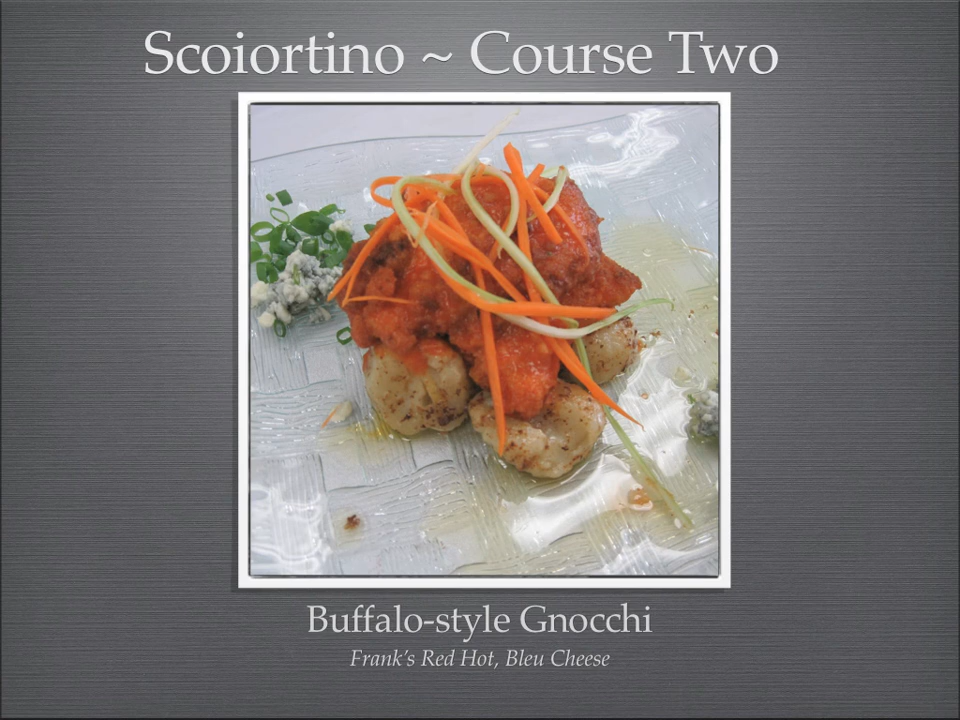 Scoiortino ~ Course Two
Buffalo-style Gnocchi
Frank’s Red Hot, Bleu Cheese